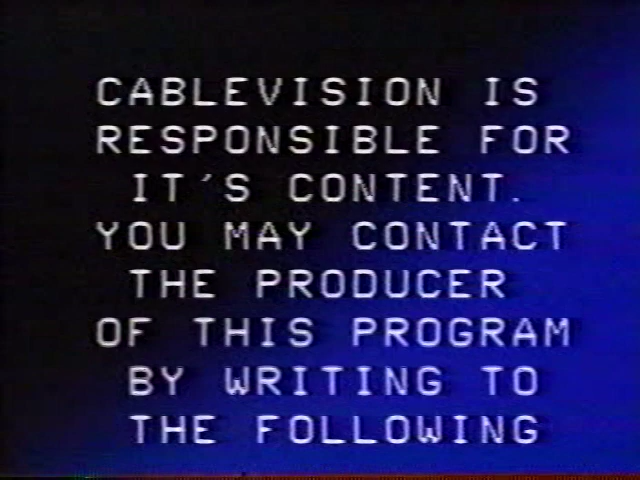 CABLEVISION IS
RESPONSIBLE FOR
IT'S CONTENT.
YOU MAY CONTACT
THE PRODUCER
OF THIS PROGRAM
BY WRITING TO
THE FOLLOWING